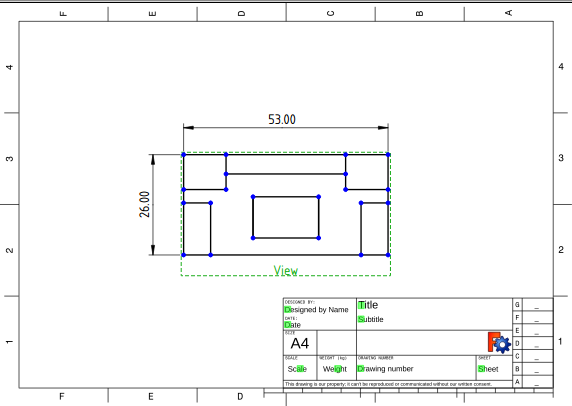 F E D C B A
4 4
53.00
3 3
26.00
2 2
View
DESIGNED BY:
Designed by Name
Title
G _
DATE:
Date
Subtitle
F _
SIZE
A4
E _
1 1
D _
SCALE WEIGHT (kg) DRAWING NUMBER SHEET
C _
Scale Weight Drawing number Sheet
B _
This drawing is our property; it can't be reproduced or communicated without our written consent.
A _
F E D